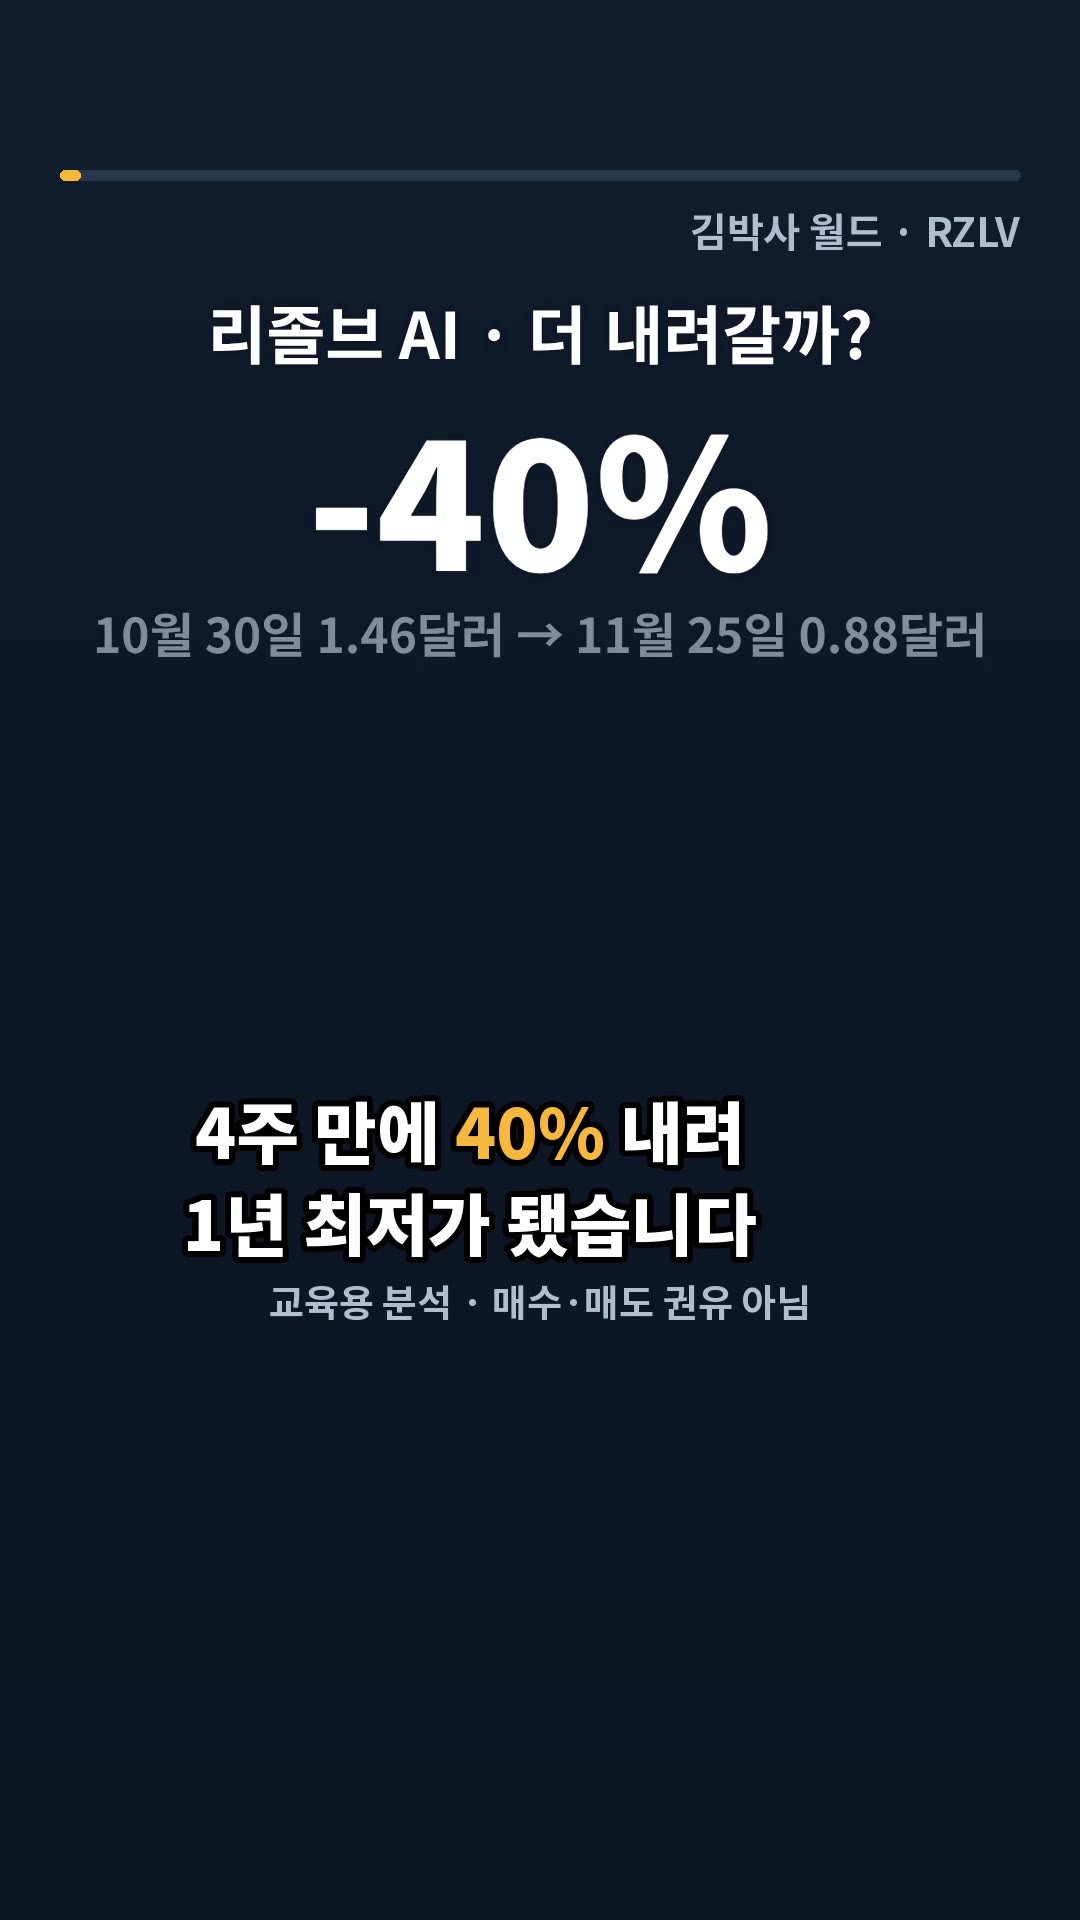 김박사 월드 · RZLV
리졸브 AI · 더 내려갈까?
-40%
10월 30일 1.46달러 → 11월 25일 0.88달러
4주 만에 40% 내려
1년 최저가 됐습니다
교육용 분석 · 매수·매도 권유 아님